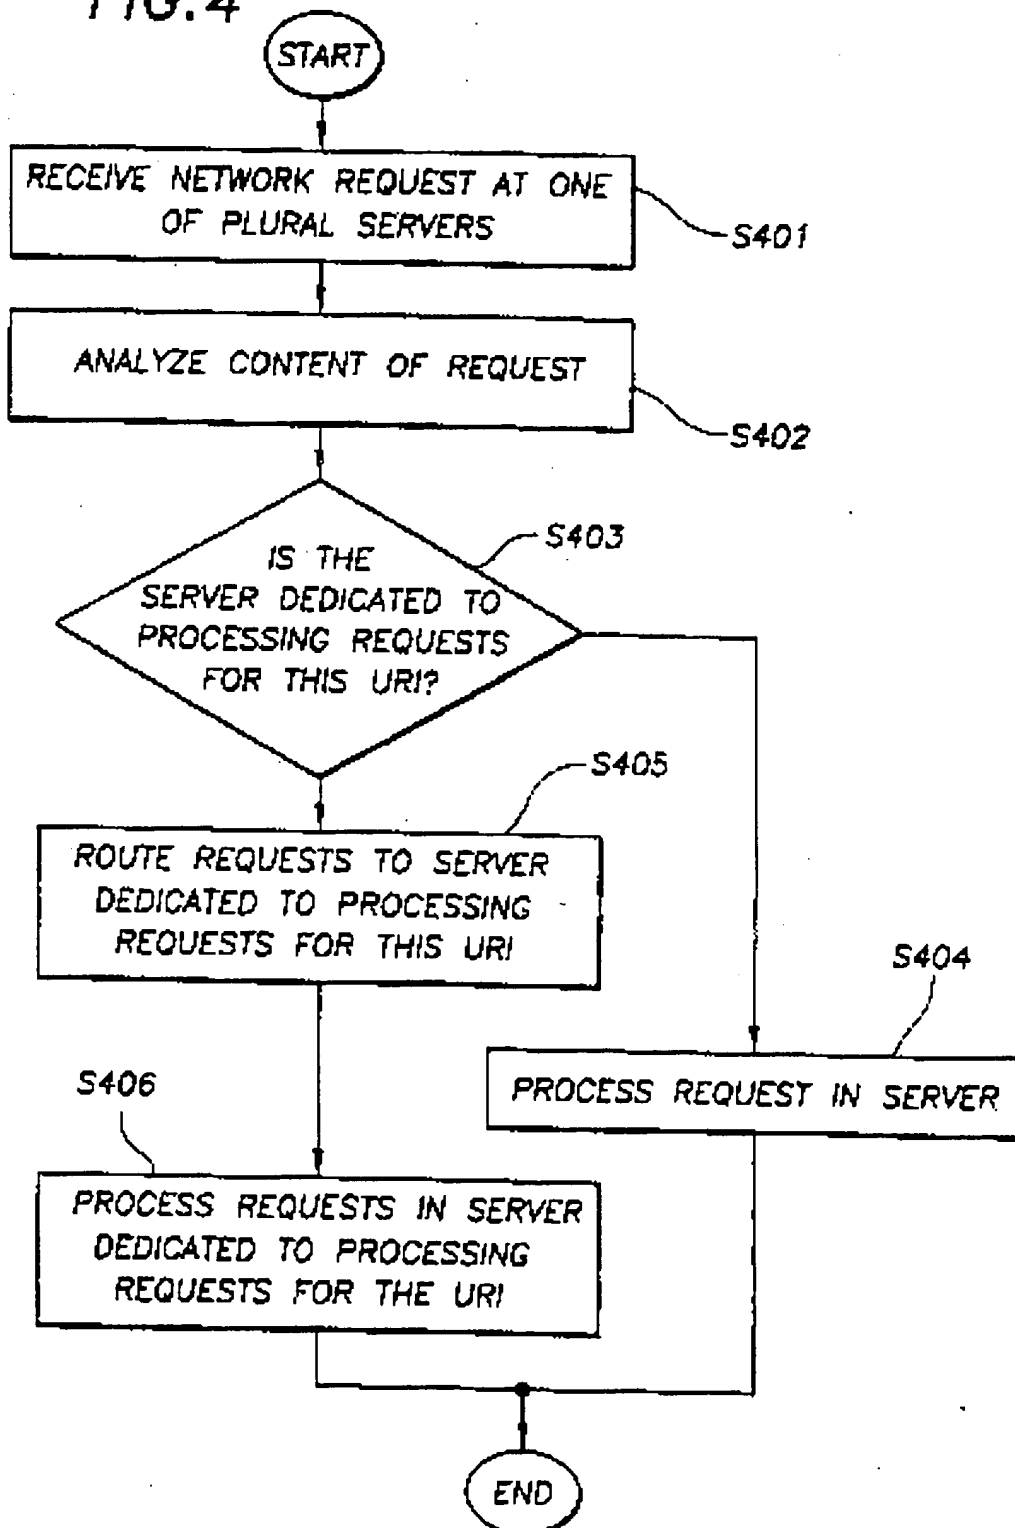 FIG.4
START
RECEIVE NETWORK REQUEST AT ONE
OF PLURAL SERVERS
S401
ANALYZE CONTENT OF REQUEST
S402
S403
IS THE
SERVER DEDICATED TO
PROCESSING REQUESTS
FOR THIS URI?
S405
ROUTE REQUESTS TO SERVER
DEDICATED TO PROCESSING
REQUESTS FOR THIS URI
S404
PROCESS REQUEST IN SERVER
S406
PROCESS REQUESTS IN SERVER
DEDICATED TO PROCESSING
REQUESTS FOR THE URI
END